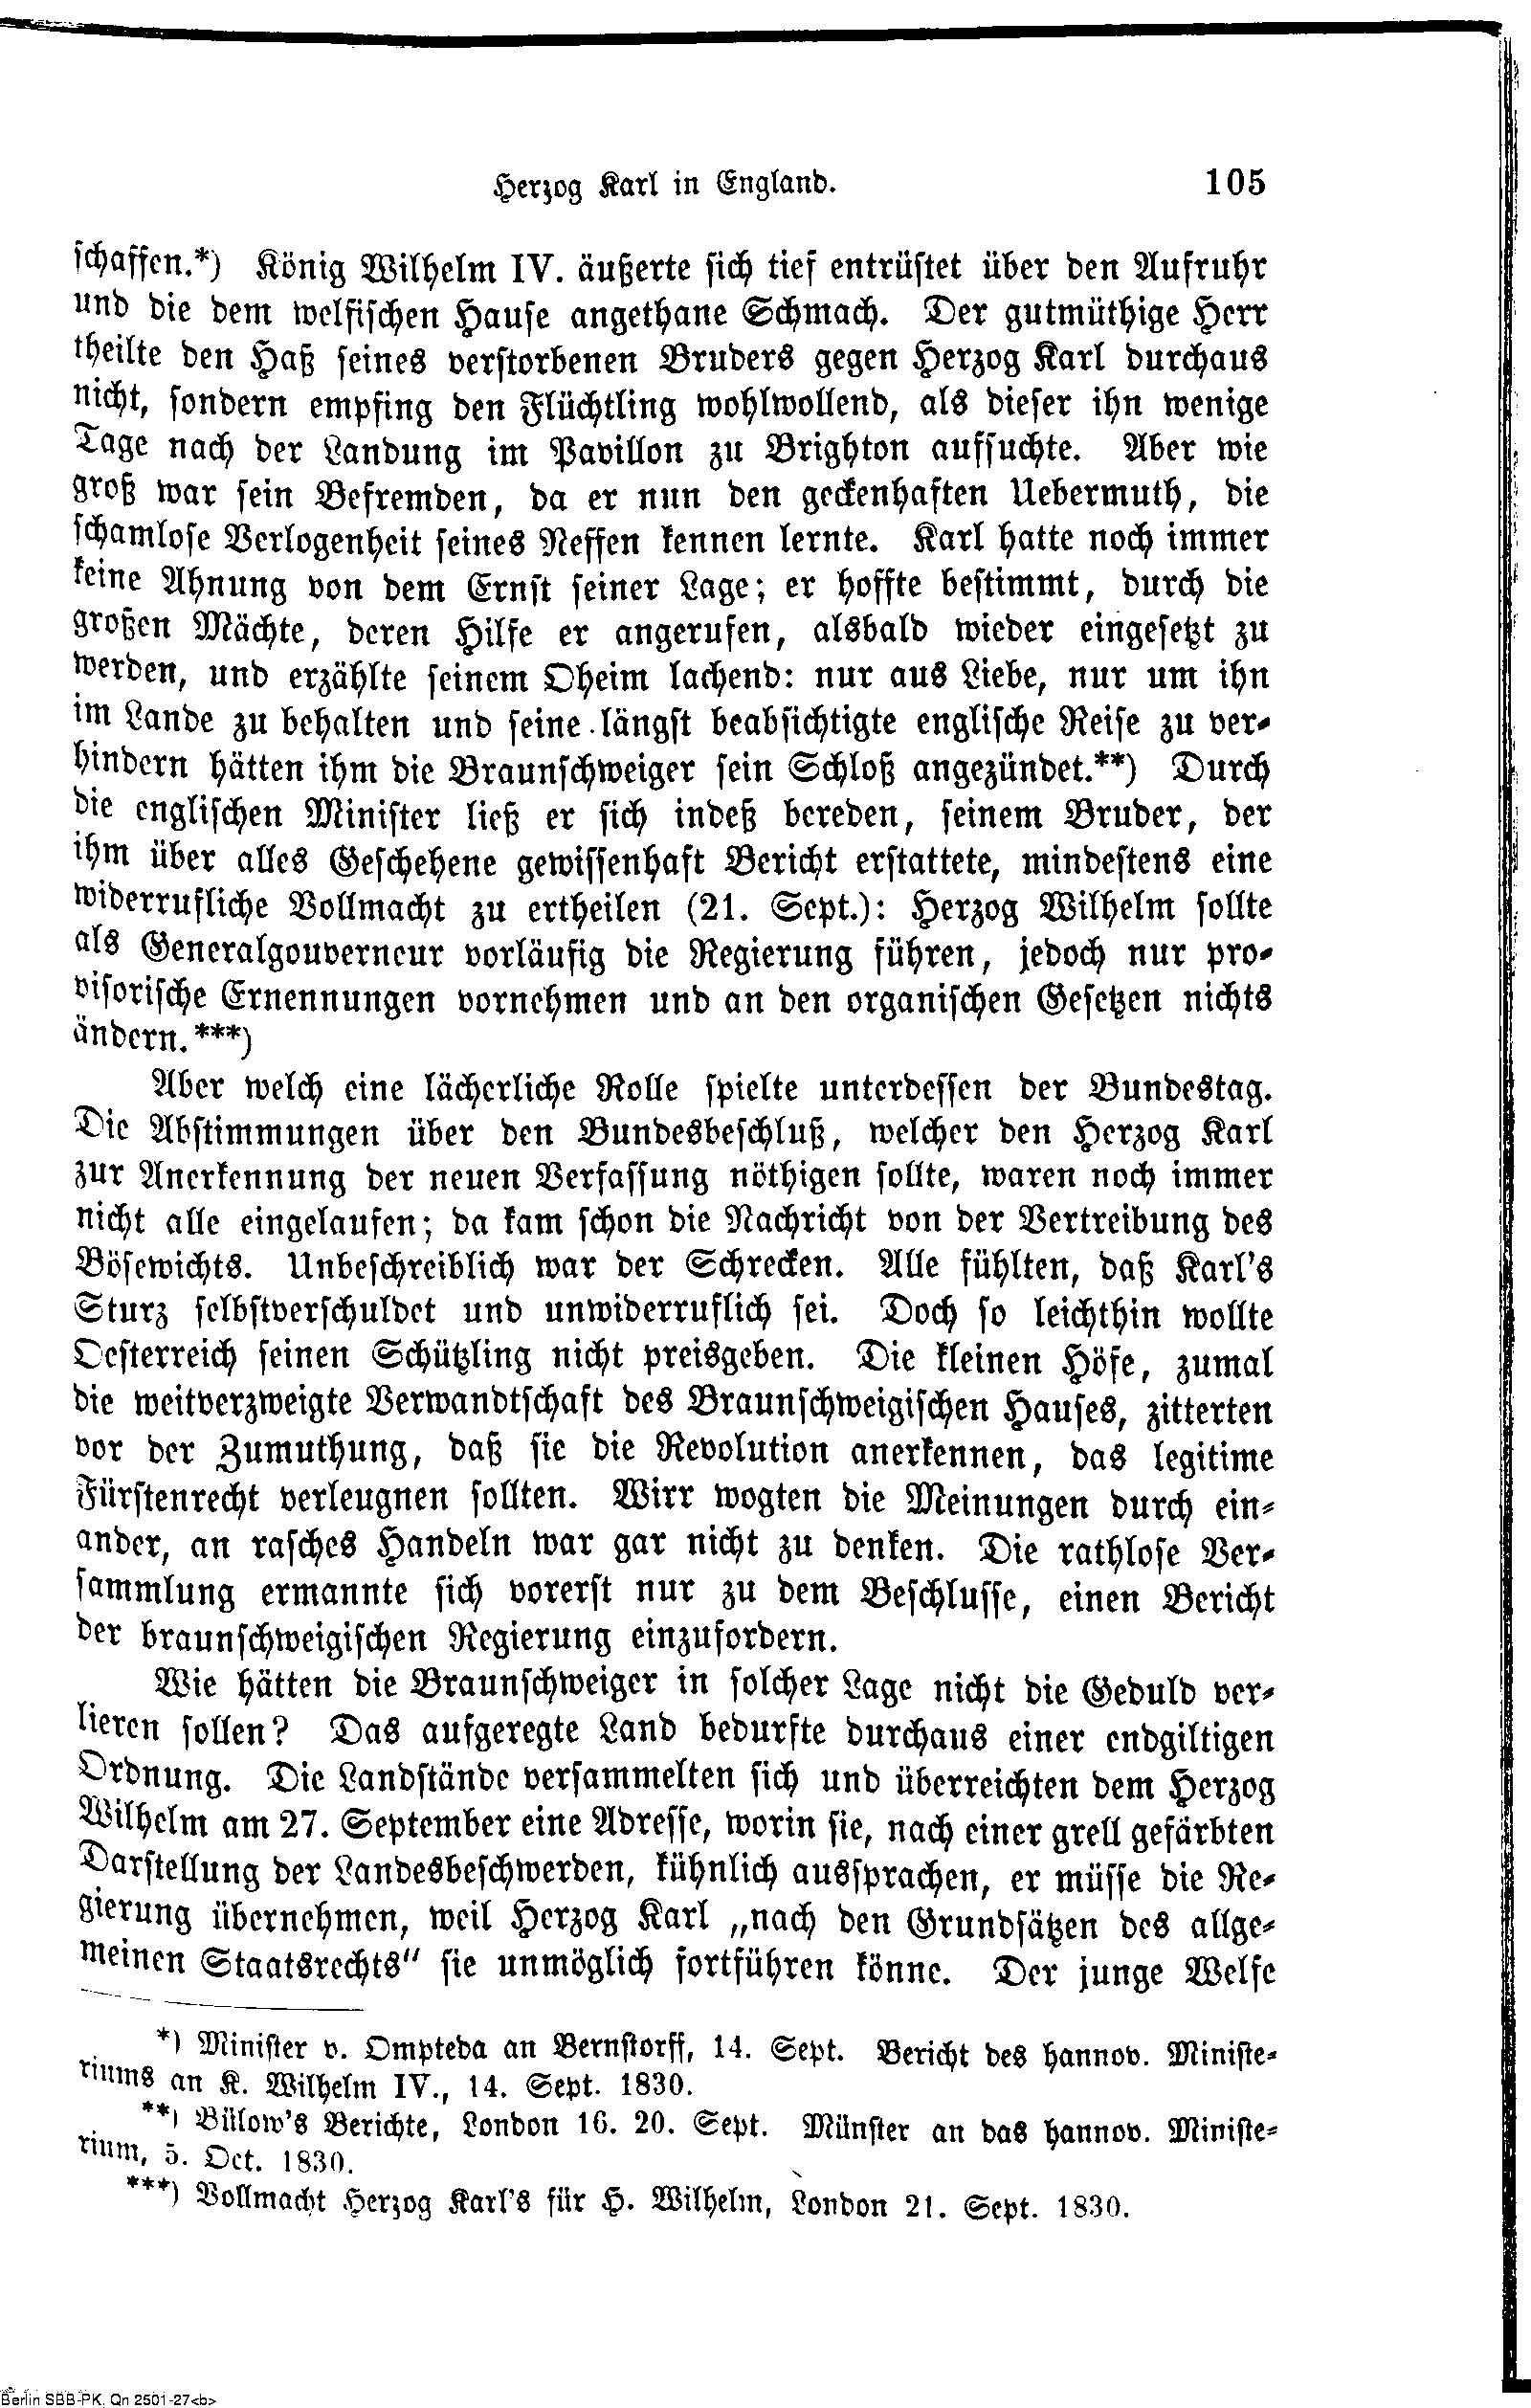 Herzog Karl in England. 105
schaffen.*) König Wilhelm IV. äußerte sich tief entrüstet über den Aufruhr
und die dem welfischen Hause angethane Schmach. Der gutmüthige Herr
theilte den Haß seines verstorbenen Bruders gegen Herzog Karl durchaus
nicht, sondern empfing den Flüchtling wohlwollend, als dieser ihn wenige
Tage nach der Landung im Pavillon zu Brighton aufsuchte. Aber wie
groß war sein Befremden, da er nun den geckenhaften Uebermuth, die
schamlose Verlogenheit seines Neffen kennen lernte. Karl hatte noch immer
keine Ahnung von dem Ernst seiner Lage; er hoffte bestimmt, durch die
großen Mächte, deren Hilfe er angerufen, alsbald wieder eingesetzt zu
werden, und erzählte seinem Oheim lachend: nur aus Liebe, nur um ihn
im Lande zu behalten und seine längst beabsichtigte englische Reise zu ver-
hindern hätten ihm die Braunschweiger sein Schloß angezündet.**) Durch
die englischen Minister ließ er sich indeß bereden, seinem Bruder, der
ihm über alles Geschehene gewissenhaft Bericht erstattete, mindestens eine
widerrufliche Vollmacht zu ertheilen (21. Sept.): Herzog Wilhelm sollte
als Generalgouverneur vorläufig die Regierung führen, jedoch nur pro-
visorische Ernennungen vornehmen und an den organischen Gesetzen nichts
ändern.***)
Aber welch eine lächerliche Rolle spielte unterdessen der Bundestag.
Die Abstimmungen über den Bundesbeschluß, welcher den Herzog Karl
zur Anerkennung der neuen Verfassung nöthigen sollte, waren noch immer
nicht alle eingelaufen; da kam schon die Nachricht von der Vertreibung des
Bösewichts. Unbeschreiblich war der Schrecken. Alle fühlten, daß Karl's
Sturz selbstverschuldet und unwiderruflich sei. Doch so leichthin wollte
Oesterreich seinen Schützling nicht preisgeben. Die kleinen Höfe, zumal
die weitverzweigte Verwandtschaft des Braunschweigischen Hauses, zitterten
vor der Zumuthung, daß sie die Revolution anerkennen, das legitime
Fürstenrecht verleugnen sollten. Wirr wogten die Meinungen durch ein-
ander, an rasches Handeln war gar nicht zu denken. Die rathlose Ver-
sammlung ermannte sich vorerst nur zu dem Beschlusse, einen Bericht
der braunschweigischen Regierung einzufordern.
Wie hätten die Braunschweiger in solcher Lage nicht die Geduld ver-
lieren sollen? Das aufgeregte Land bedurfte durchaus einer endgiltigen
Ordnung. Die Landstände versammelten sich und überreichten dem Herzog
Wilhelm am 27. September eine Adresse, worin sie, nach einer grell gefärbten
Darstellung der Landesbeschwerden, kühnlich aussprachen, er müsse die Re-
gierung übernehmen, weil Herzog Karl „nach den Grundsätzen des allge-
meinen Staatsrechts“ sie unmöglich fortführen könne. Der junge Welfe
*) Minister v. Ompteda an Bernstorff, 14. Sept. Bericht des hannov. Ministe-
riums an K. Wilhelm IV., 14. Sept. 1830.
**) Bülow's Berichte, London 16. 20. Sept. Münster an das hannov. Ministe-
rium, 5. Oct. 1830.
***) Vollmacht Herzog Karl's für H. Wilhelm, London 21. Sept. 1830.
Berlin SBB-PK, Qn 2501-27<b>